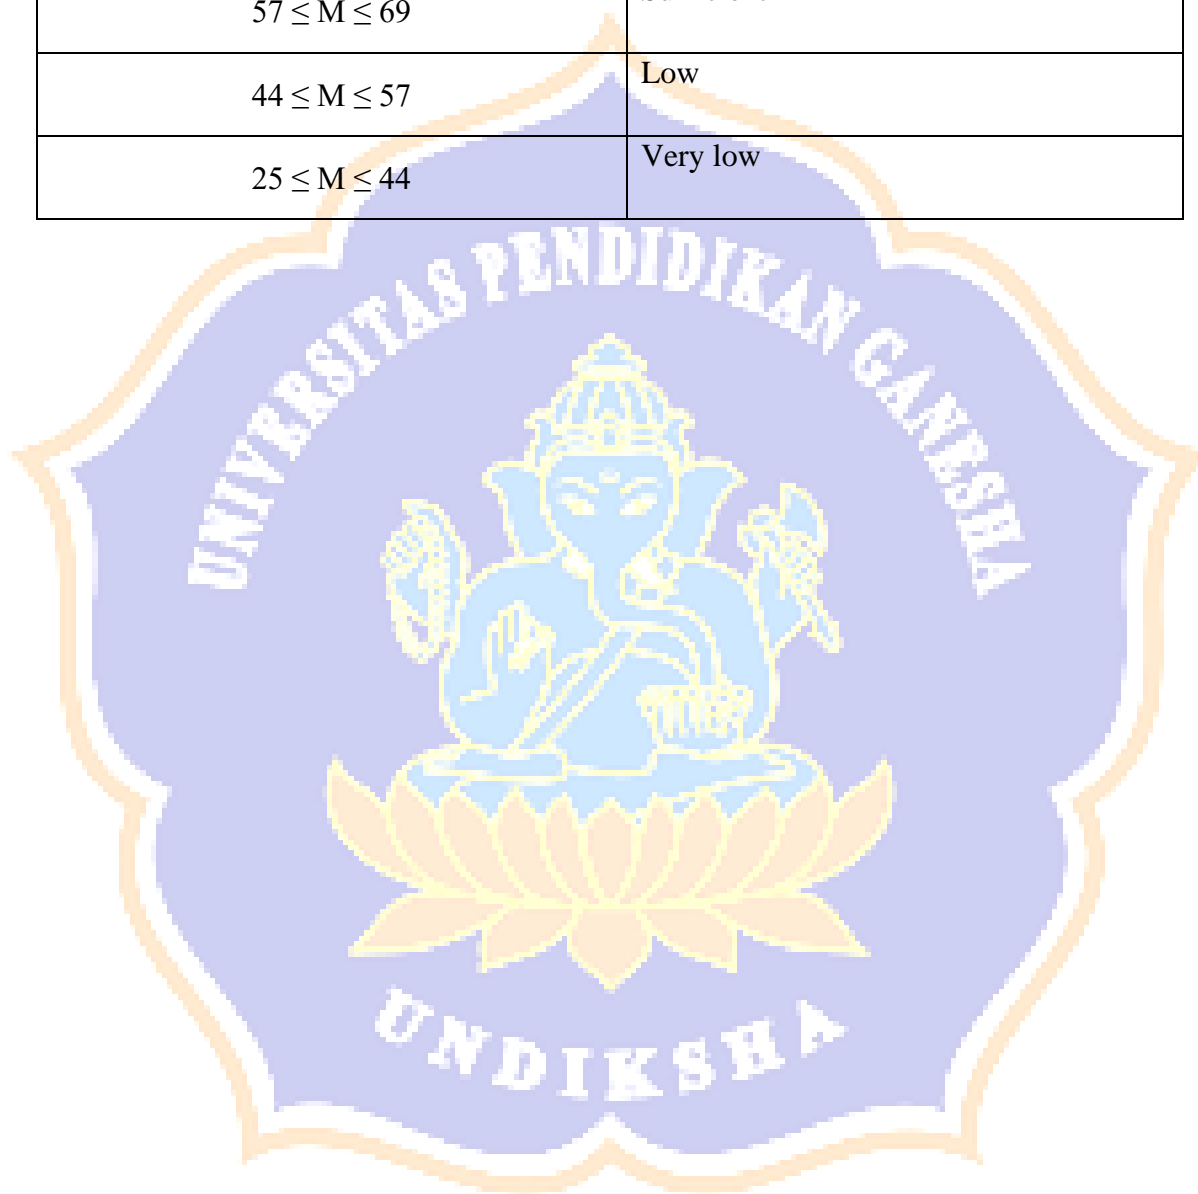 57 ≤ M ≤ 69
44 ≤ M ≤ 57
Low
25 ≤ M ≤ 44
Very low
UNIVERSITAS PENDIDIKAN GANESHA
UNDIKSHA